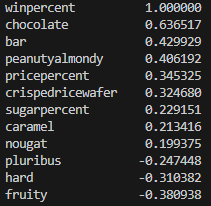 winpercent 1.000000
chocolate 0.636517
bar 0.429929
peanutyalmondy 0.406192
pricepercent 0.345325
crispedricewafer 0.324680
sugarpercent 0.229151
caramel 0.213416
nougat 0.199375
pluribus -0.247448
hard -0.310382
fruity -0.380938